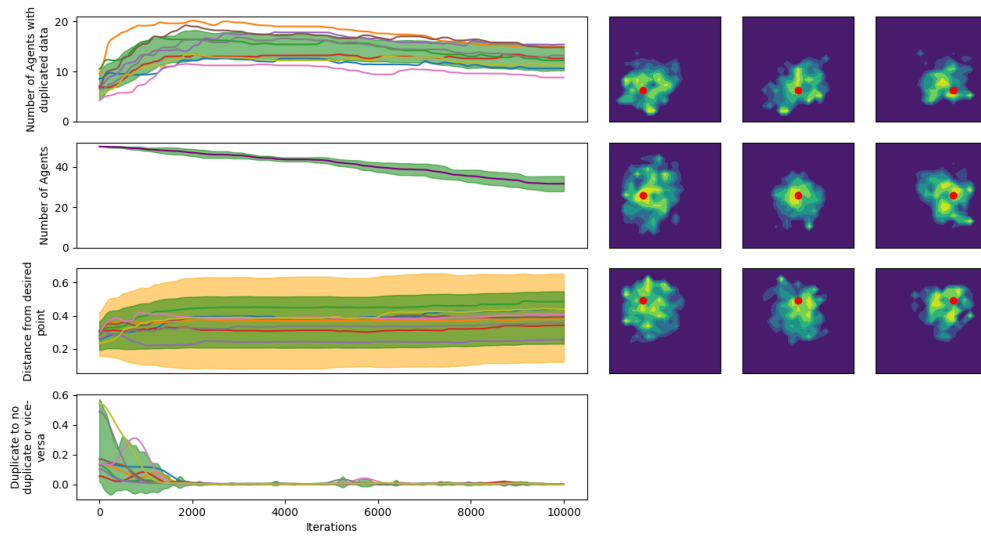 Number of Agents with
duplicated data
20
10
0
Number of Agents
40
20
0
Distance from desired
point
0.6
0.4
0.2
Duplicate to no
duplicate or vice-
versa
0.6
0.4
0.2
0.0
0 2000 4000 6000 8000 10000
Iterations